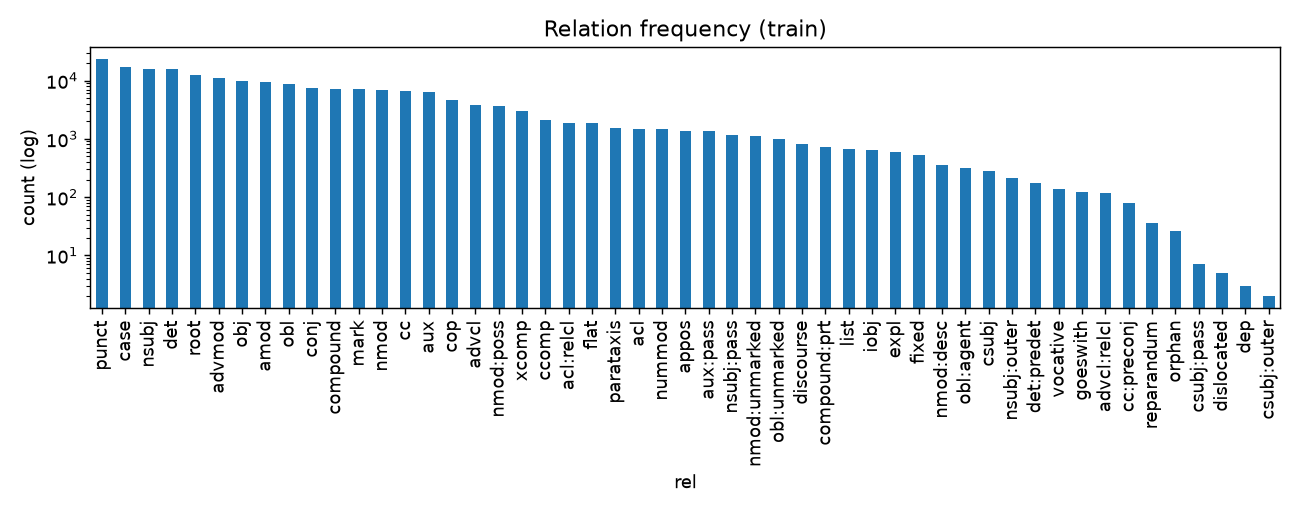 Relation frequency (train)
count (log)
10^4
10^3
10^2
10^1
punct
case
nsubj
det
root
advmod
obj
amod
obl
conj
compound
mark
nmod
cc
aux
cop
advcl
nmod:poss
xcomp
ccomp
acl:relcl
flat
parataxis
acl
nummod
appos
aux:pass
nsubj:pass
nmod:unmarked
obl:unmarked
discourse
compound:prt
list
iobj
expl
fixed
nmod:desc
obl:agent
csubj
nsubj:outer
det:predet
vocative
goeswith
advcl:relcl
cc:preconj
reparandum
orphan
csubj:pass
dislocated
dep
csubj:outer
rel